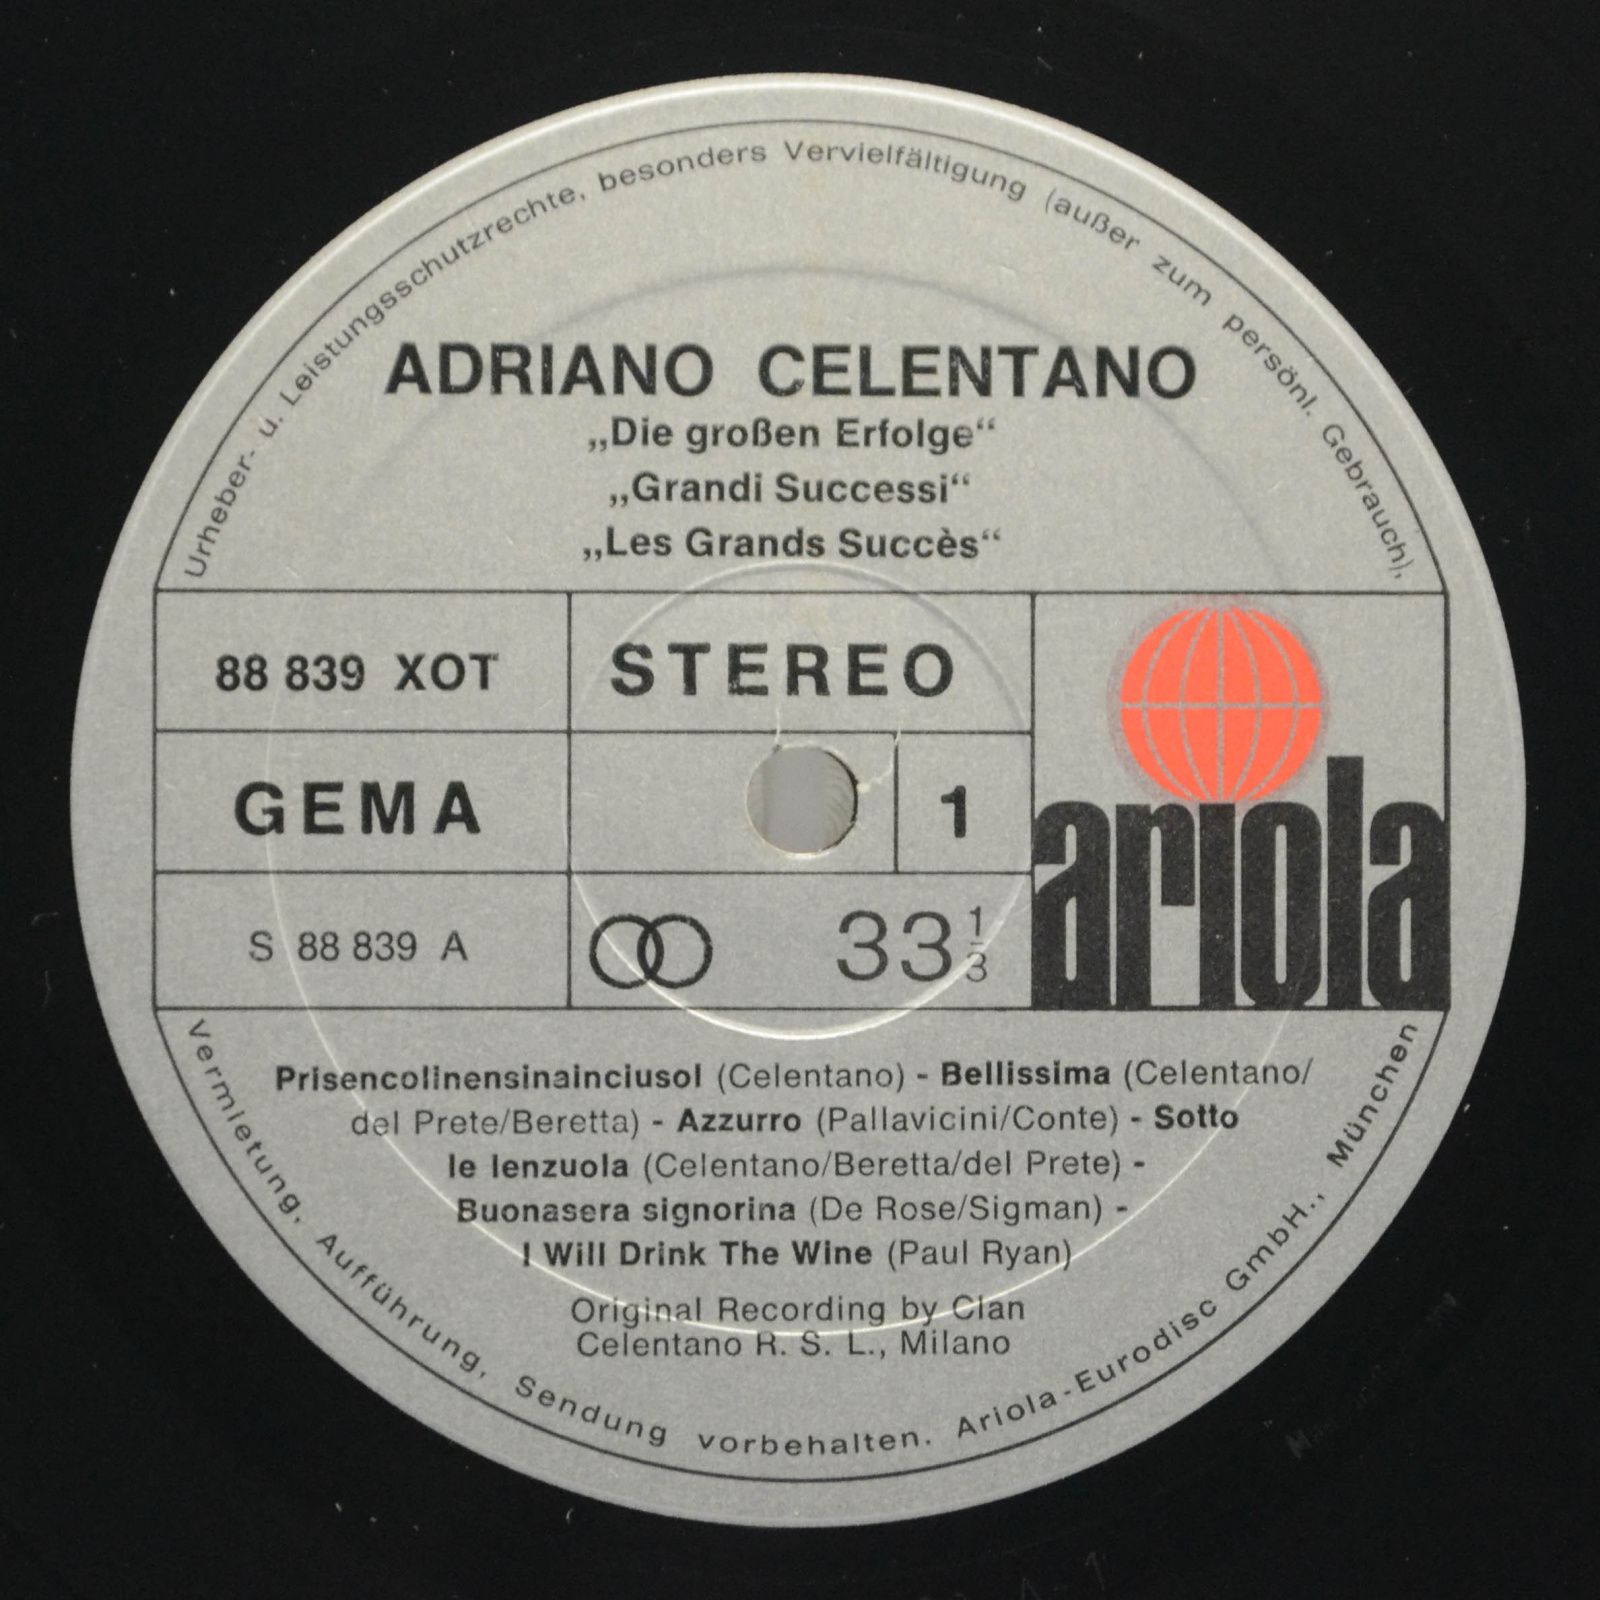 Urheber- u. Leistungsschutzrechte, besonders Vervielfältigung (außer zum persönl. Gebrauch),
ADRIANO CELENTANO
„Die großen Erfolge“
„Grandi Successi“
„Les Grands Succès“
88 839 XOT
STEREO
GEMA
1
S 88 839 A
33 1/3
ariola
Prisencolinensinainciusol (Celentano) - Bellissima (Celentano/
del Prete/Beretta) - Azzurro (Pallavicini/Conte) - Sotto
le lenzuola (Celentano/Beretta/del Prete) -
Buonasera signorina (De Rose/Sigman) -
I Will Drink The Wine (Paul Ryan)
Original Recording by Clan
Celentano R. S. L., Milano
Vermietung, Aufführung, Sendung vorbehalten. Ariola-Eurodisc GmbH., München